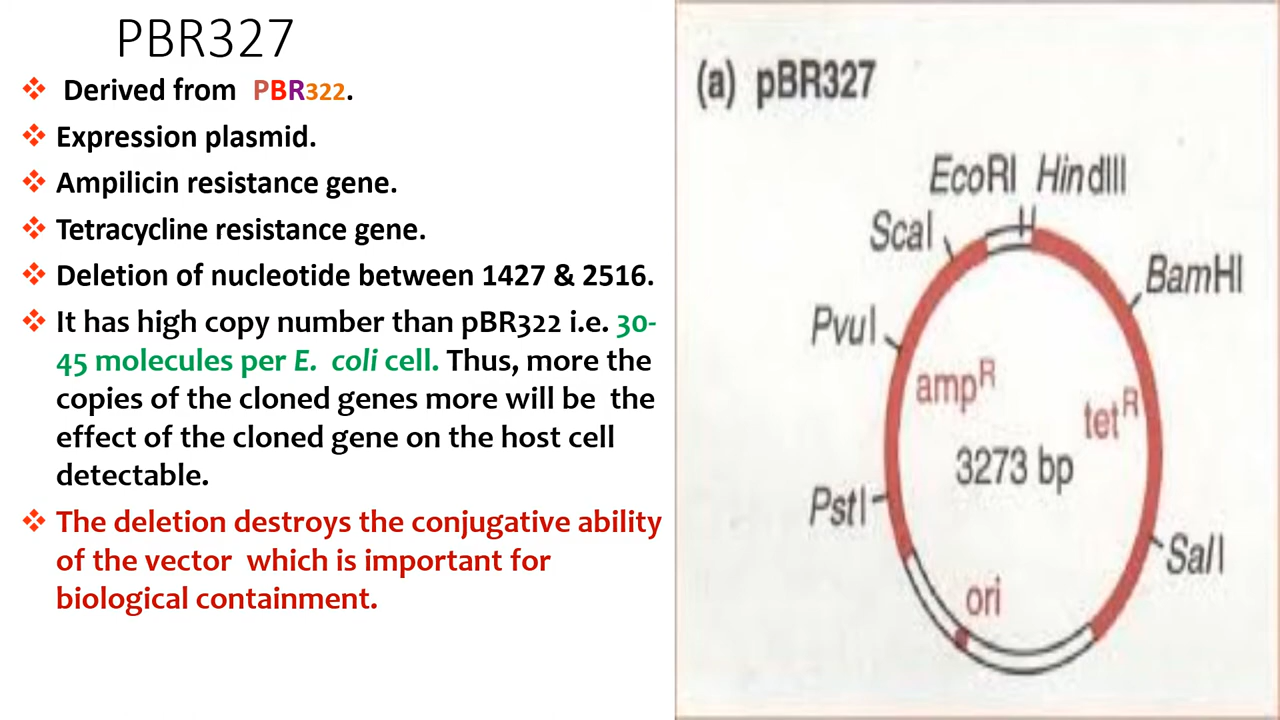 PBR327
❖ Derived from PBR322.
❖ Expression plasmid.
❖ Ampilicin resistance gene.
❖ Tetracycline resistance gene.
❖ Deletion of nucleotide between 1427 & 2516.
❖ It has high copy number than pBR322 i.e. 30-
45 molecules per E. coli cell. Thus, more the
copies of the cloned genes more will be the
effect of the cloned gene on the host cell
detectable.
❖ The deletion destroys the conjugative ability
of the vector which is important for
biological containment.
(a) pBR327
EcoRI HindIII
ScaI
BamHI
PvuI
ampR
tetR
3273 bp
PstI
SalI
ori